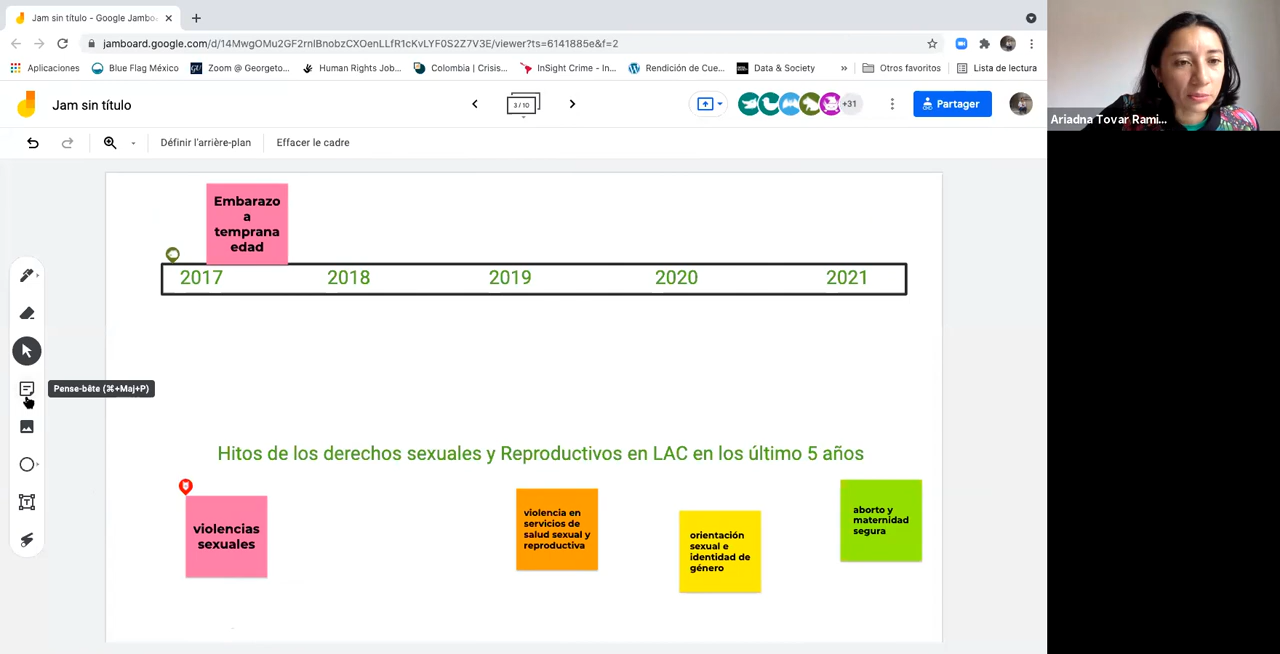 Jam sin título - Google Jambo
jamboard.google.com/d/14MwgOMu2GF2rnIBnobzCXOenLLfR1cKvLYF0S2Z7V3E/viewer?ts=6141885e&f=2
Aplicaciones
Blue Flag México
GU
Zoom @ Georgeto...
Human Rights Job...
Colombia | Crisis...
InSight Crime - In...
Rendición de Cue...
Data & Society
»
Otros favoritos
Lista de lectura
Jam sin título
3 / 10
+31
Partager
Définir l'arrière-plan
Effacer le cadre
Embarazo
a
temprana
edad
2017
2018
2019
2020
2021
Pense-bête (⌘+Maj+P)
Hitos de los derechos sexuales y Reproductivos en LAC en los último 5 años
violencias
sexuales
violencia en
servicios de
salud sexual y
reproductiva
orientación
sexual e
identidad de
género
aborto y
maternidad
segura
Ariadna Tovar Rami...